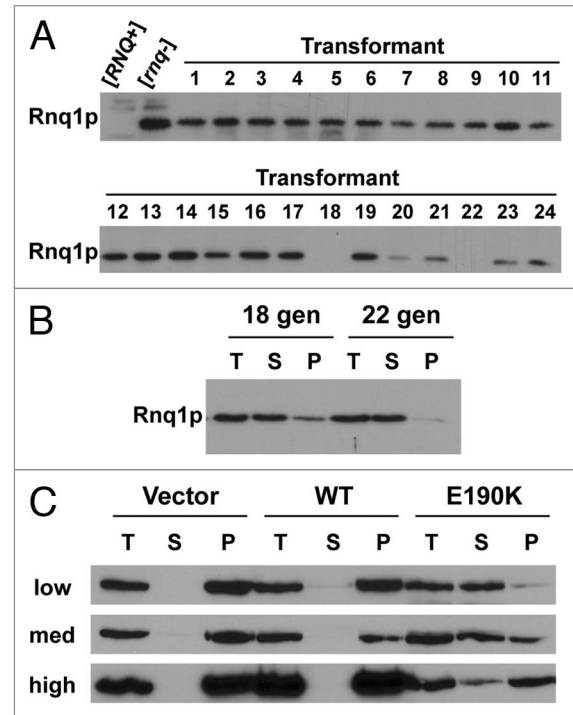 A
[RNQ+]
[rnq-]
Transformant
1 2 3 4 5 6 7 8 9 10 11
Rnq1p
Transformant
12 13 14 15 16 17 18 19 20 21 22 23 24
Rnq1p
B
18 gen 22 gen
T S P T S P
Rnq1p
C
Vector WT E190K
T S P T S P T S P
low
med
high